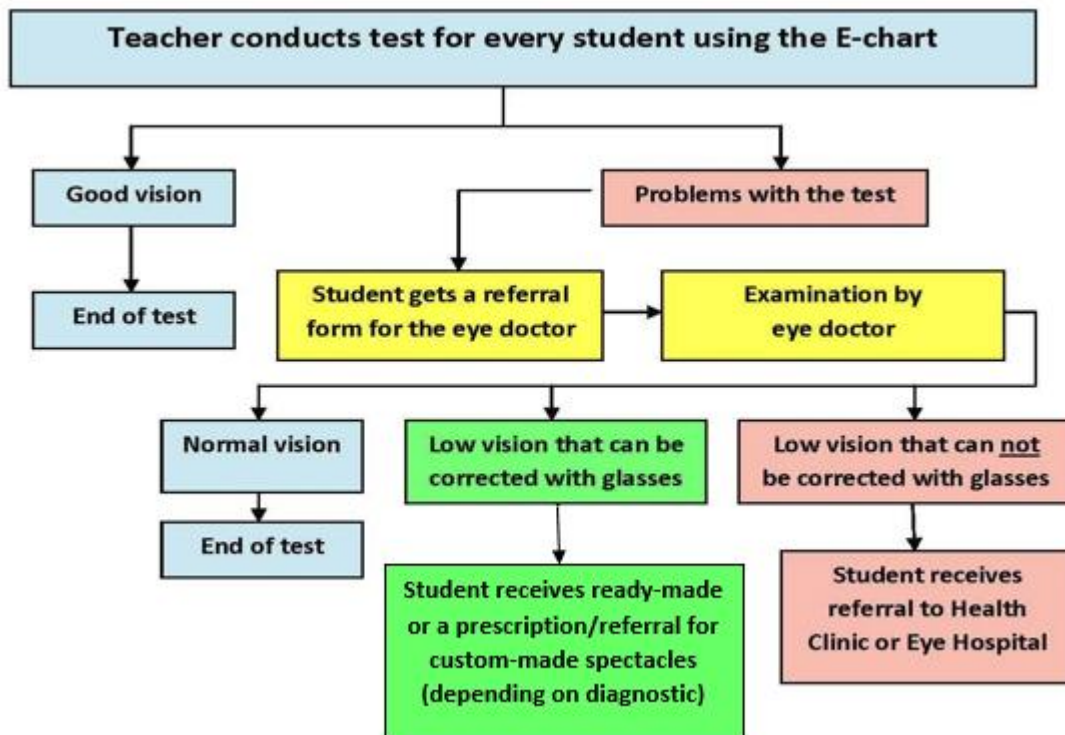 Teacher conducts test for every student using the E-chart
Good vision
Problems with the test
End of test
Student gets a referral
form for the eye doctor
Examination by
eye doctor
Normal vision
Low vision that can be
corrected with glasses
Low vision that can not
be corrected with glasses
End of test
Student receives ready-made
or a prescription/referral for
custom-made spectacles
(depending on diagnostic)
Student receives
referral to Health
Clinic or Eye Hospital